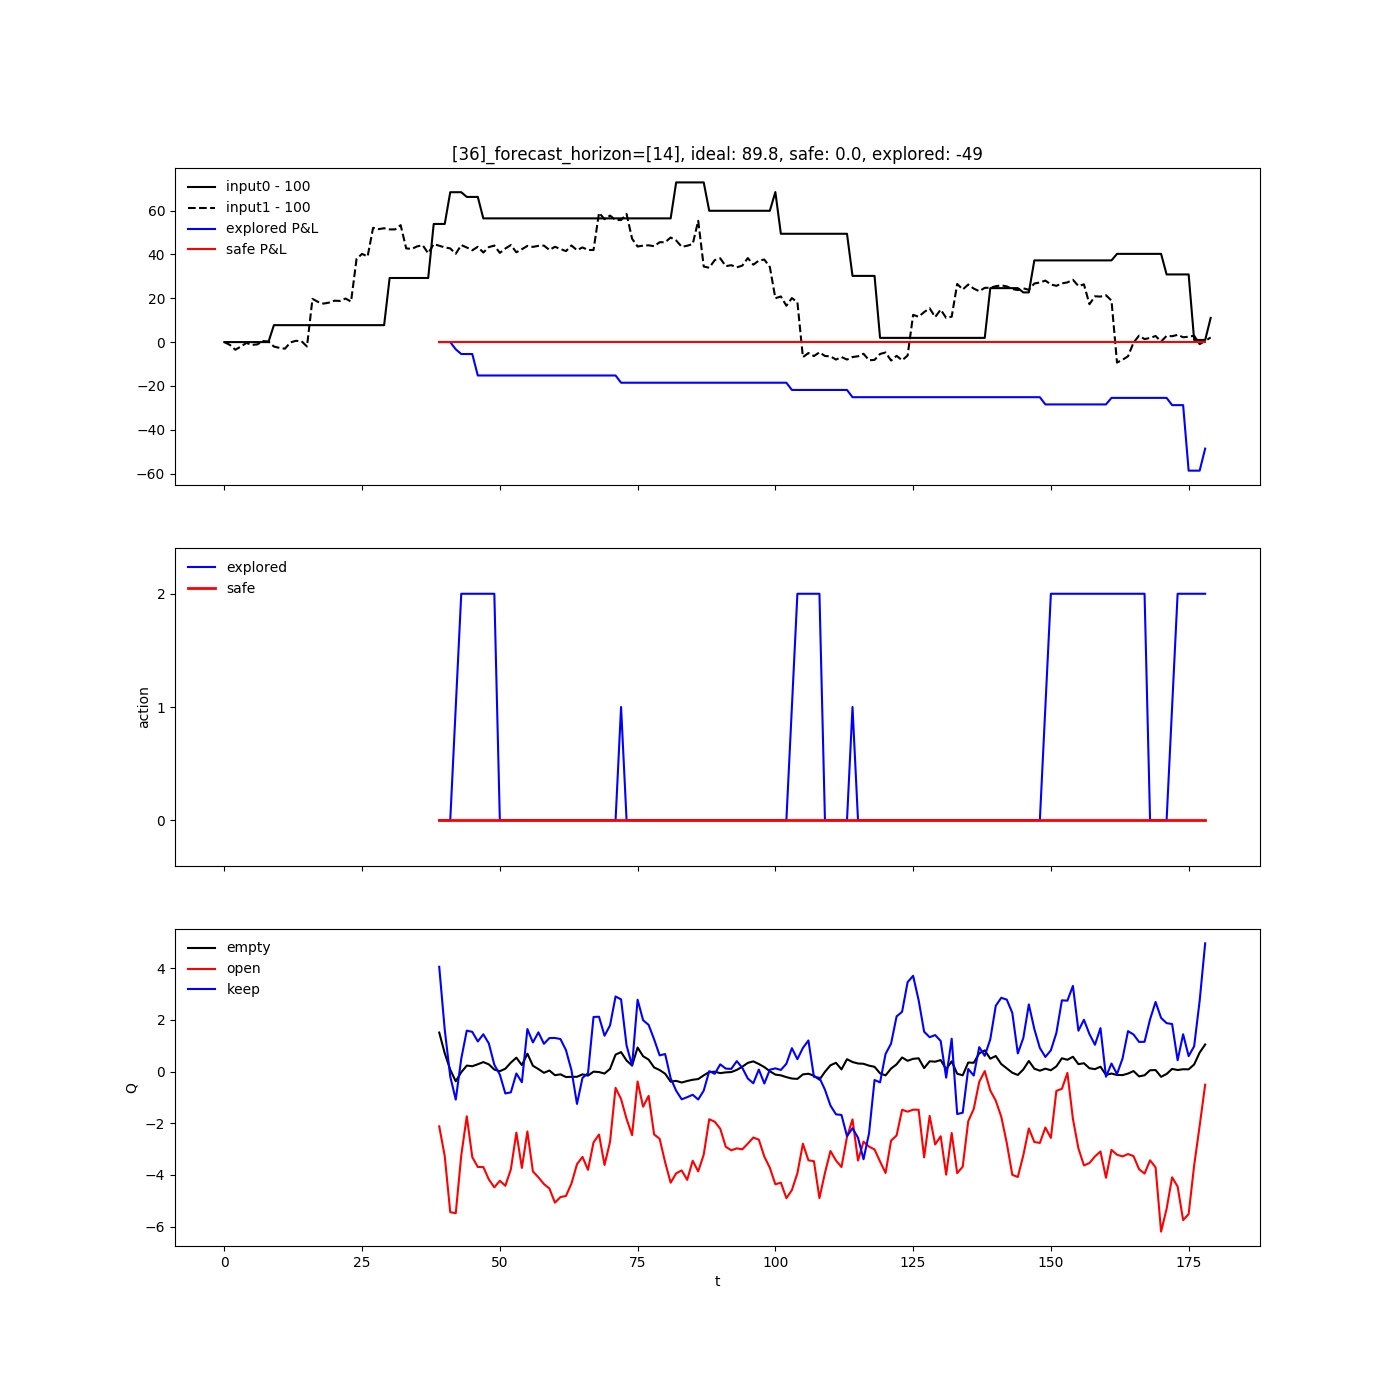 [36]_forecast_horizon=[14], ideal: 89.8, safe: 0.0, explored: -49
input0 - 100
input1 - 100
explored P&L
safe P&L
60
40
20
0
−20
−40
−60
explored
safe
2
1
0
action
empty
open
keep
4
2
0
−2
−4
−6
Q
0 25 50 75 100 125 150 175
t